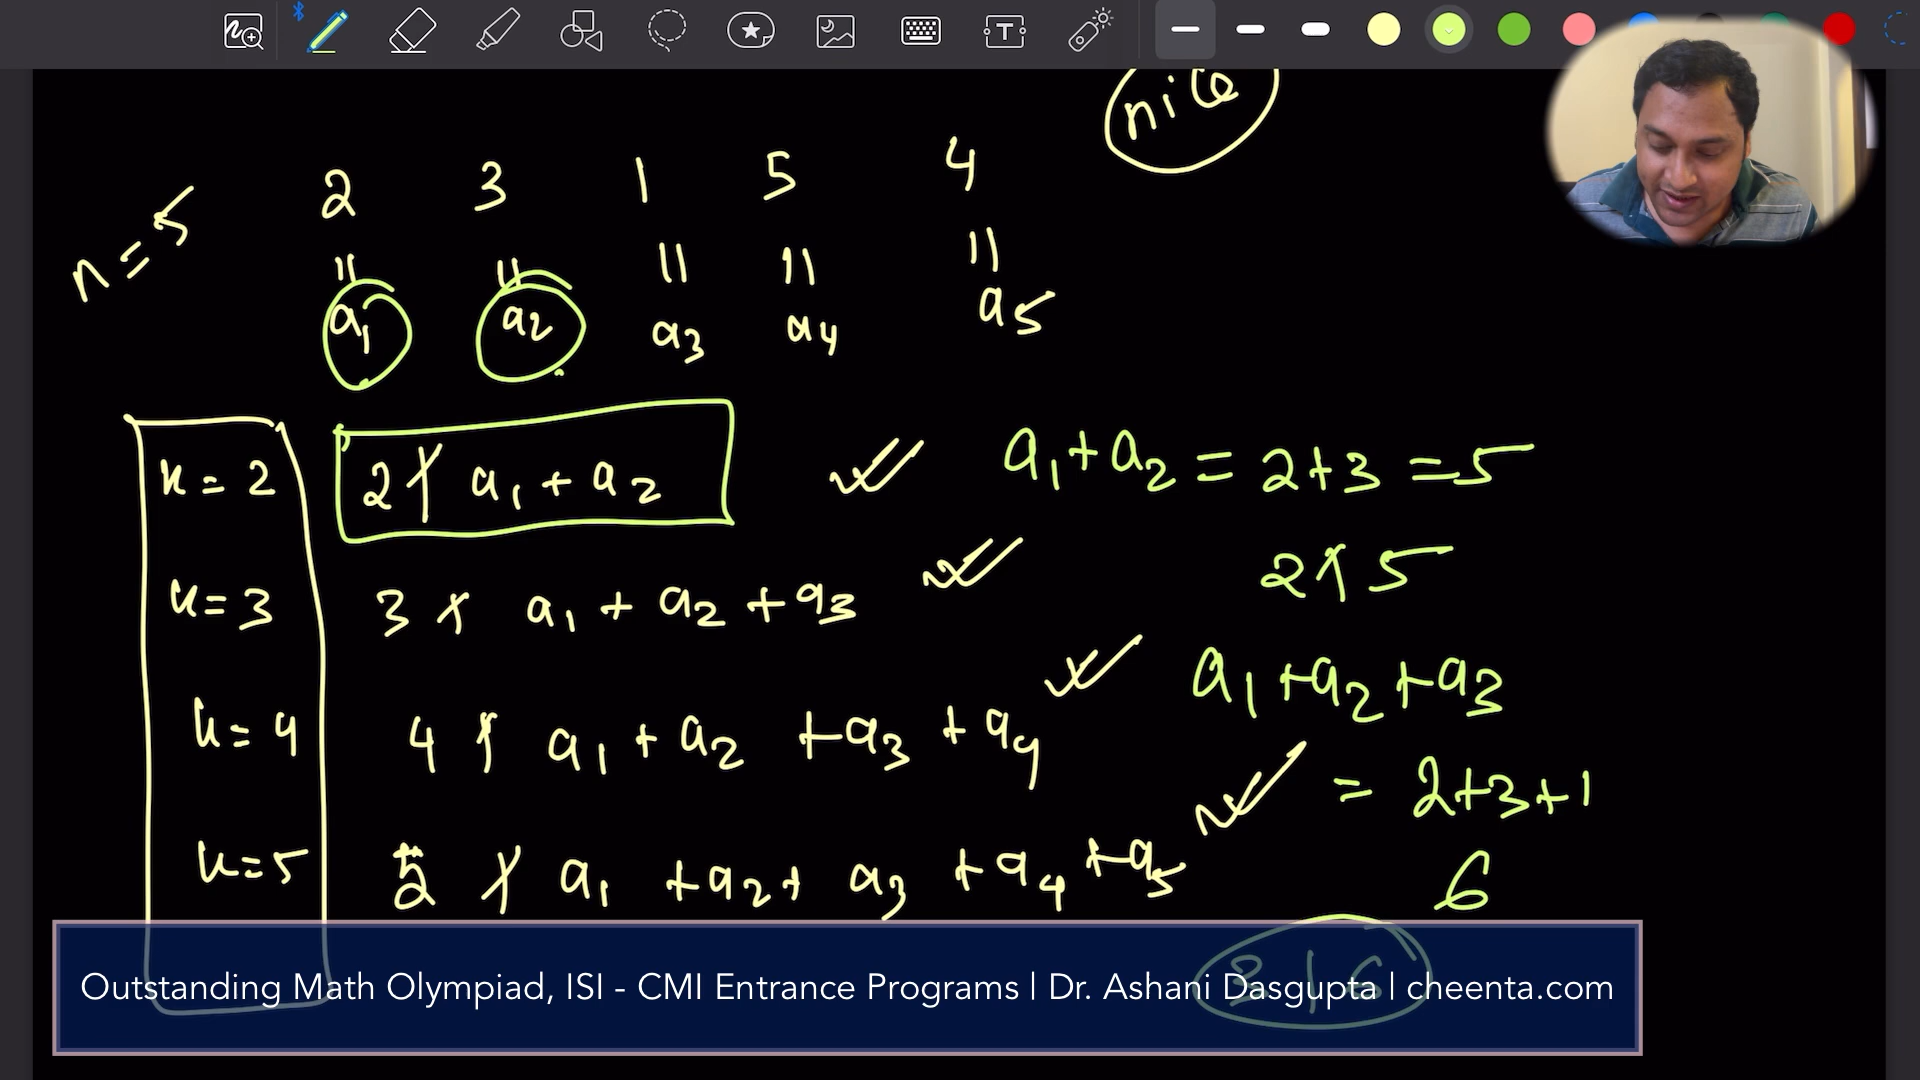 nice
2 3 1 5 4
n = 5
|| || || || ||
a₁ a₂ a₃ a₄ a₅
k = 2 2 ∤ a₁ + a₂ a₁ + a₂ = 2+3 = 5
2 ∤ 5
k = 3 3 ∤ a₁ + a₂ + a₃
a₁ + a₂ + a₃
k = 4 4 ∤ a₁ + a₂ + a₃ + a₄
= 2+3+1
k = 5 5 ∤ a₁ + a₂ + a₃ + a₄ + a₅
6
3 | 6
Outstanding Math Olympiad, ISI - CMI Entrance Programs | Dr. Ashani Dasgupta | cheenta.com
T